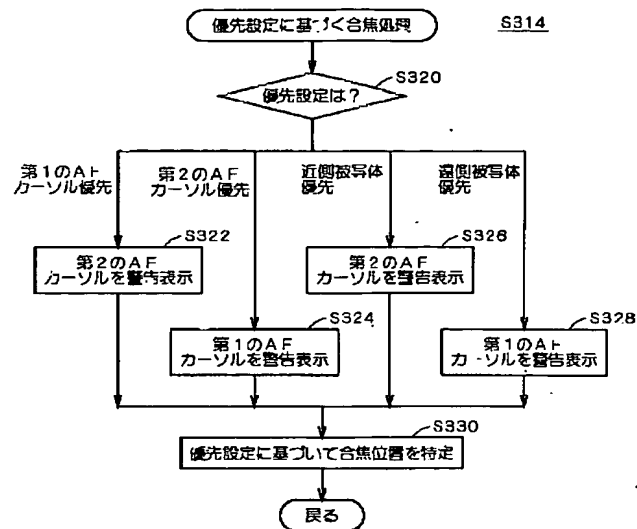 優先設定に基づく合焦処理
S314
S320
優先設定は？
第1のAF
カーソル優先
第2のAF
カーソル優先
近側被写体
優先
遠側被写体
優先
S322
第2のAF
カーソルを警告表示
S326
第2のAF
カーソルを警告表示
S324
第1のAF
カーソルを警告表示
S328
第1のAF
カーソルを警告表示
S330
優先設定に基づいて合焦位置を特定
戻る